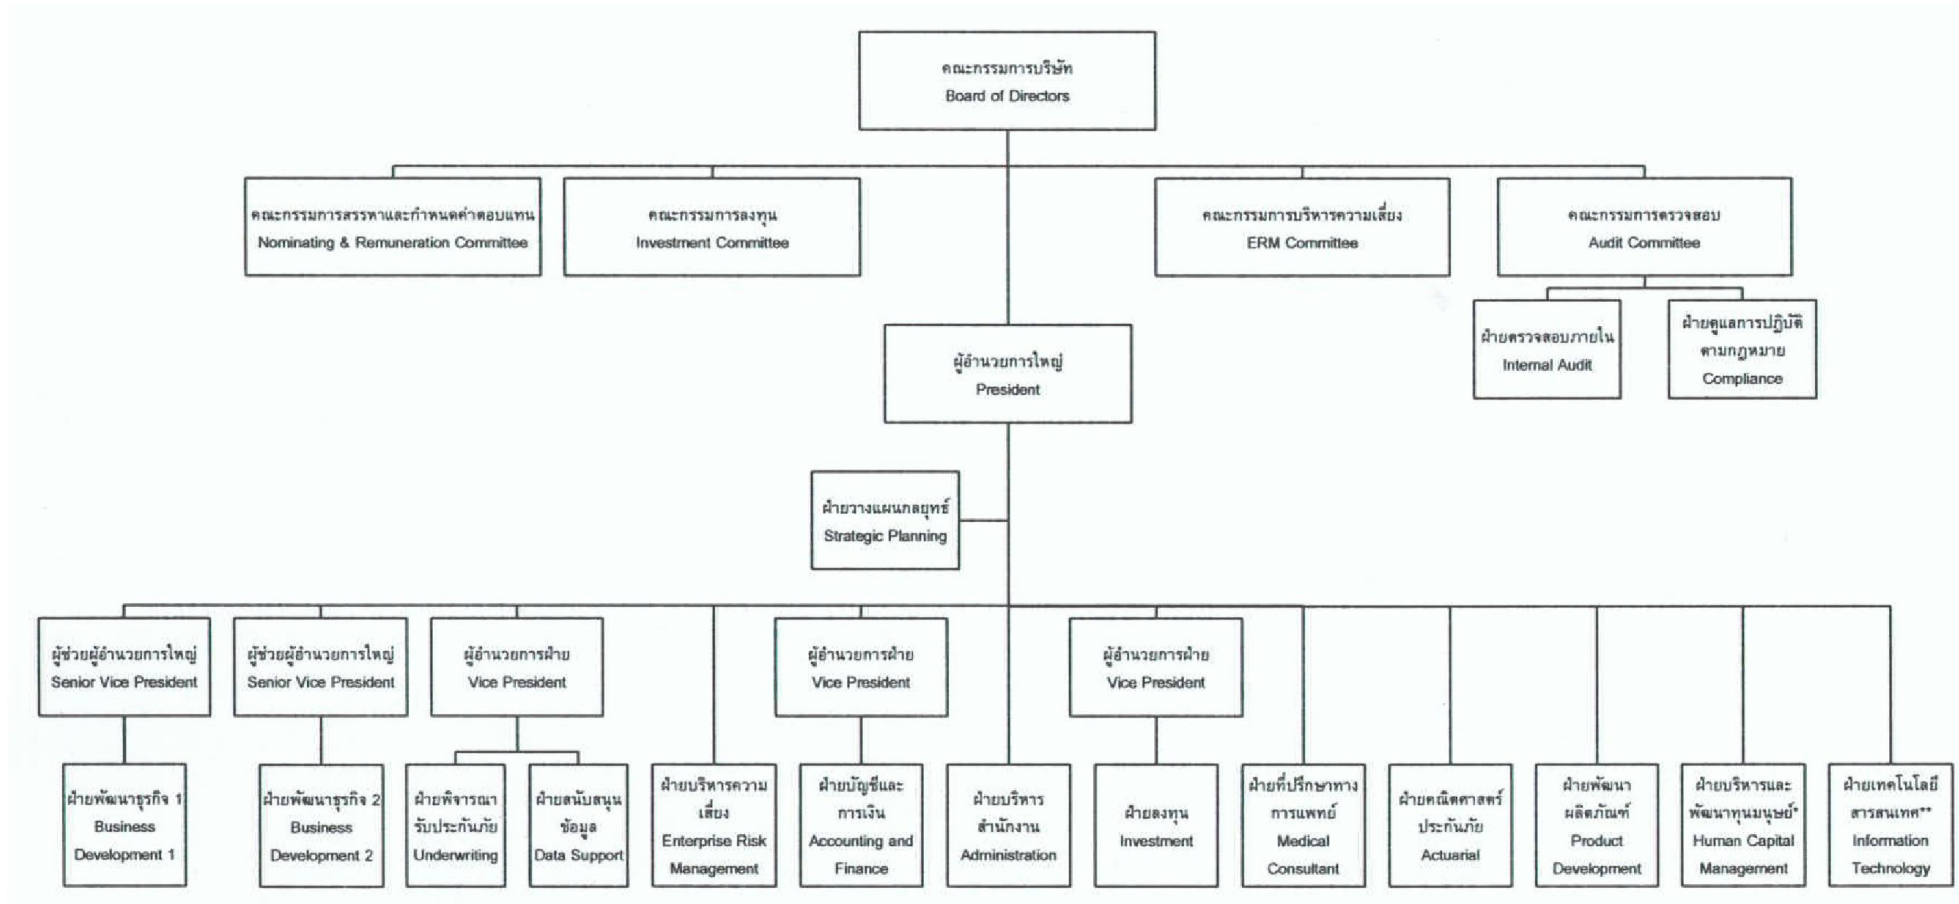 คณะกรรมการบริษัท
Board of Directors
คณะกรรมการสรรหาและกำหนดค่าตอบแทน
Nominating & Remuneration Committee
คณะกรรมการลงทุน
Investment Committee
คณะกรรมการบริหารความเสี่ยง
ERM Committee
คณะกรรมการตรวจสอบ
Audit Committee
ฝ่ายตรวจสอบภายใน
Internal Audit
ฝ่ายดูแลการปฏิบัติ
ตามกฎหมาย
Compliance
ผู้อำนวยการใหญ่
President
ฝ่ายวางแผนกลยุทธ์
Strategic Planning
ผู้ช่วยผู้อำนวยการใหญ่
Senior Vice President
ผู้ช่วยผู้อำนวยการใหญ่
Senior Vice President
ผู้อำนวยการฝ่าย
Vice President
ผู้อำนวยการฝ่าย
Vice President
ผู้อำนวยการฝ่าย
Vice President
ฝ่ายพัฒนาธุรกิจ 1
Business
Development 1
ฝ่ายพัฒนาธุรกิจ 2
Business
Development 2
ฝ่ายพิจารณา
รับประกันภัย
Underwriting
ฝ่ายสนับสนุน
ข้อมูล
Data Support
ฝ่ายบริหารความ
เสี่ยง
Enterprise Risk
Management
ฝ่ายบัญชีและ
การเงิน
Accounting and
Finance
ฝ่ายบริหาร
สำนักงาน
Administration
ฝ่ายลงทุน
Investment
ฝ่ายที่ปรึกษาทาง
การแพทย์
Medical
Consultant
ฝ่ายคณิตศาสตร์
ประกันภัย
Actuarial
ฝ่ายพัฒนา
ผลิตภัณฑ์
Product
Development
ฝ่ายบริหารและ
พัฒนาทุนมนุษย์*
Human Capital
Management
ฝ่ายเทคโนโลยี
สารสนเทศ**
Information
Technology